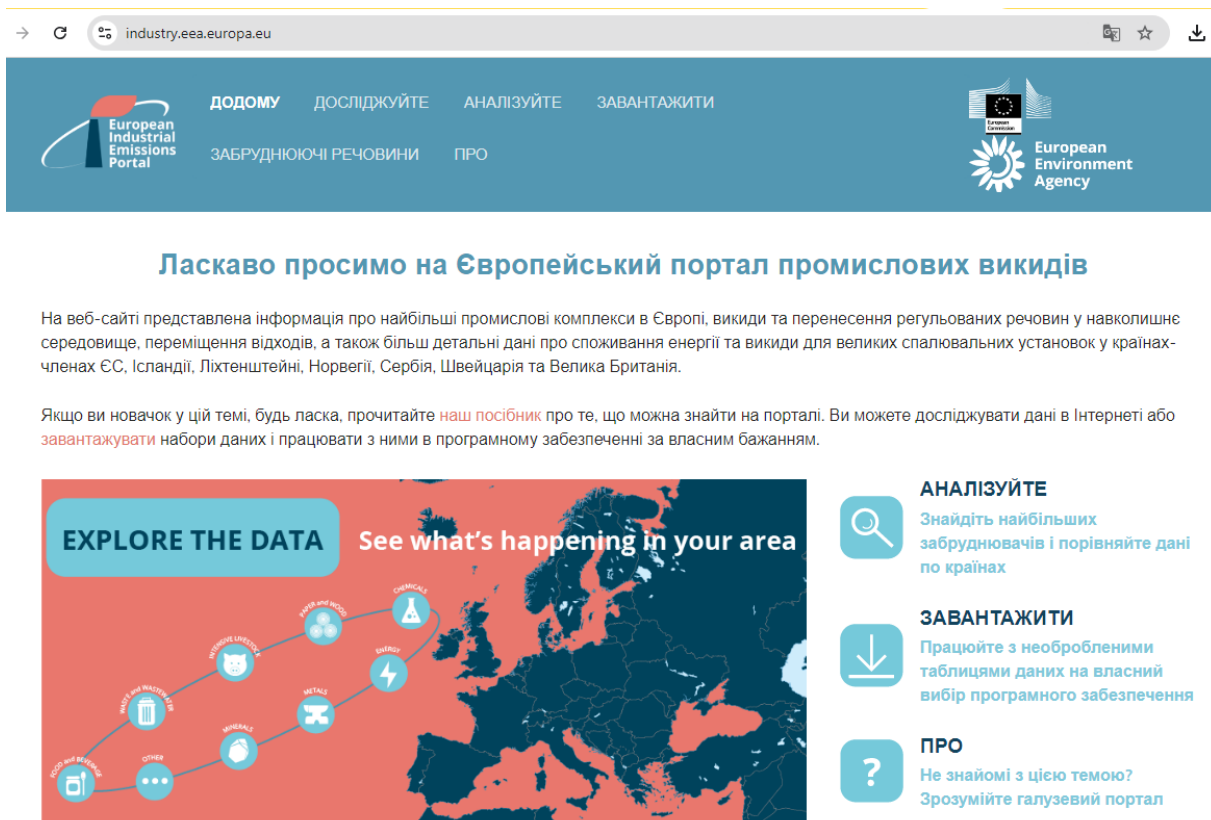 industry.eea.europa.eu
European
Industrial
Emissions
Portal
ДОДОМУ ДОСЛІДЖУЙТЕ АНАЛІЗУЙТЕ ЗАВАНТАЖИТИ
ЗАБРУДНЮЮЧІ РЕЧОВИНИ ПРО
European
Commission
European
Environment
Agency
Ласкаво просимо на Європейський портал промислових викидів
На веб-сайті представлена інформація про найбільші промислові комплекси в Європі, викиди та перенесення регульованих речовин у навколишнє
середовище, переміщення відходів, а також більш детальні дані про споживання енергії та викиди для великих спалювальних установок у країнах-
членах ЄС, Ісландії, Ліхтенштейні, Норвегії, Сербія, Швейцарія та Велика Британія.
Якщо ви новачок у цій темі, будь ласка, прочитайте наш посібник про те, що можна знайти на порталі. Ви можете досліджувати дані в Інтернеті або
завантажувати набори даних і працювати з ними в програмному забезпеченні за власним бажанням.
EXPLORE THE DATA See what's happening in your area
CHEMICALS
PAPER and WOOD
INTENSIVE LIVESTOCK
ENERGY
WASTE and WASTEWATER
METALS
MINERALS
FOOD and BEVERAGE
OTHER
АНАЛІЗУЙТЕ
Знайдіть найбільших
забруднювачів і порівняйте дані
по країнах
ЗАВАНТАЖИТИ
Працюйте з необробленими
таблицями даних на власний
вибір програмного забезпечення
ПРО
Не знайомі з цією темою?
Зрозумійте галузевий портал